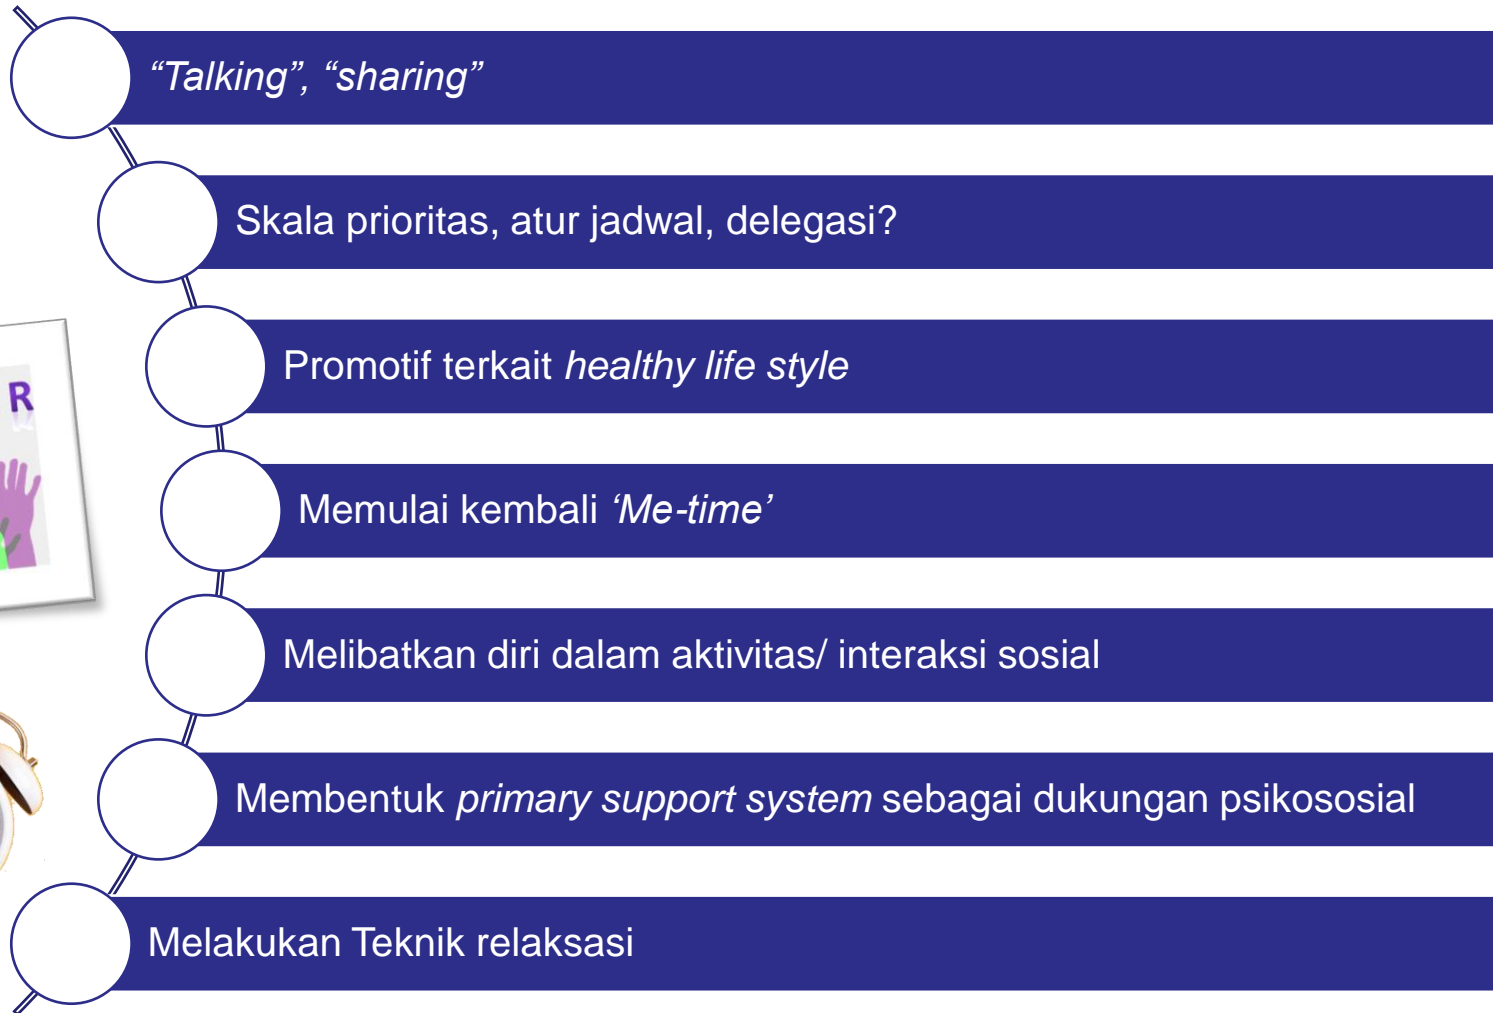 “Talking”, “sharing”
Skala prioritas, atur jadwal, delegasi?
Promotif terkait healthy life style
R
Memulai kembali ‘Me-time’
Melibatkan diri dalam aktivitas/ interaksi sosial
Membentuk primary support system sebagai dukungan psikososial
Melakukan Teknik relaksasi